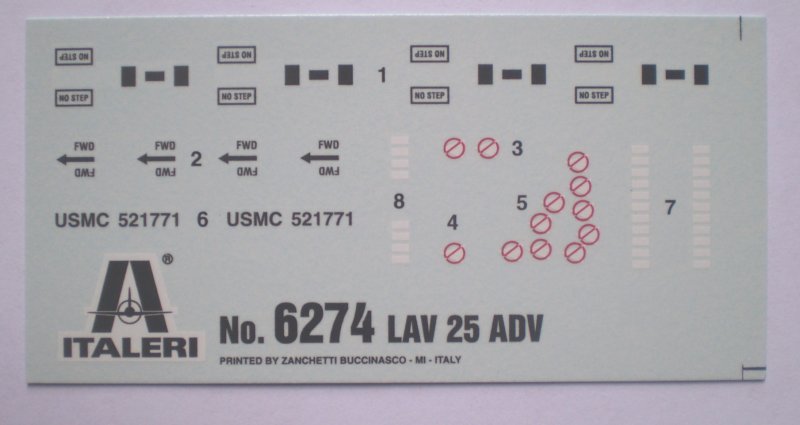 NO STEP NO STEP NO STEP NO STEP
1
NO STEP NO STEP NO STEP NO STEP
FWD FWD FWD FWD
2
FWD FWD FWD FWD
3
8 5 7
USMC 521771 6 USMC 521771 4
®
ITALERI
No. 6274 LAV 25 ADV
PRINTED BY ZANCHETTI BUCCINASCO - MI - ITALY